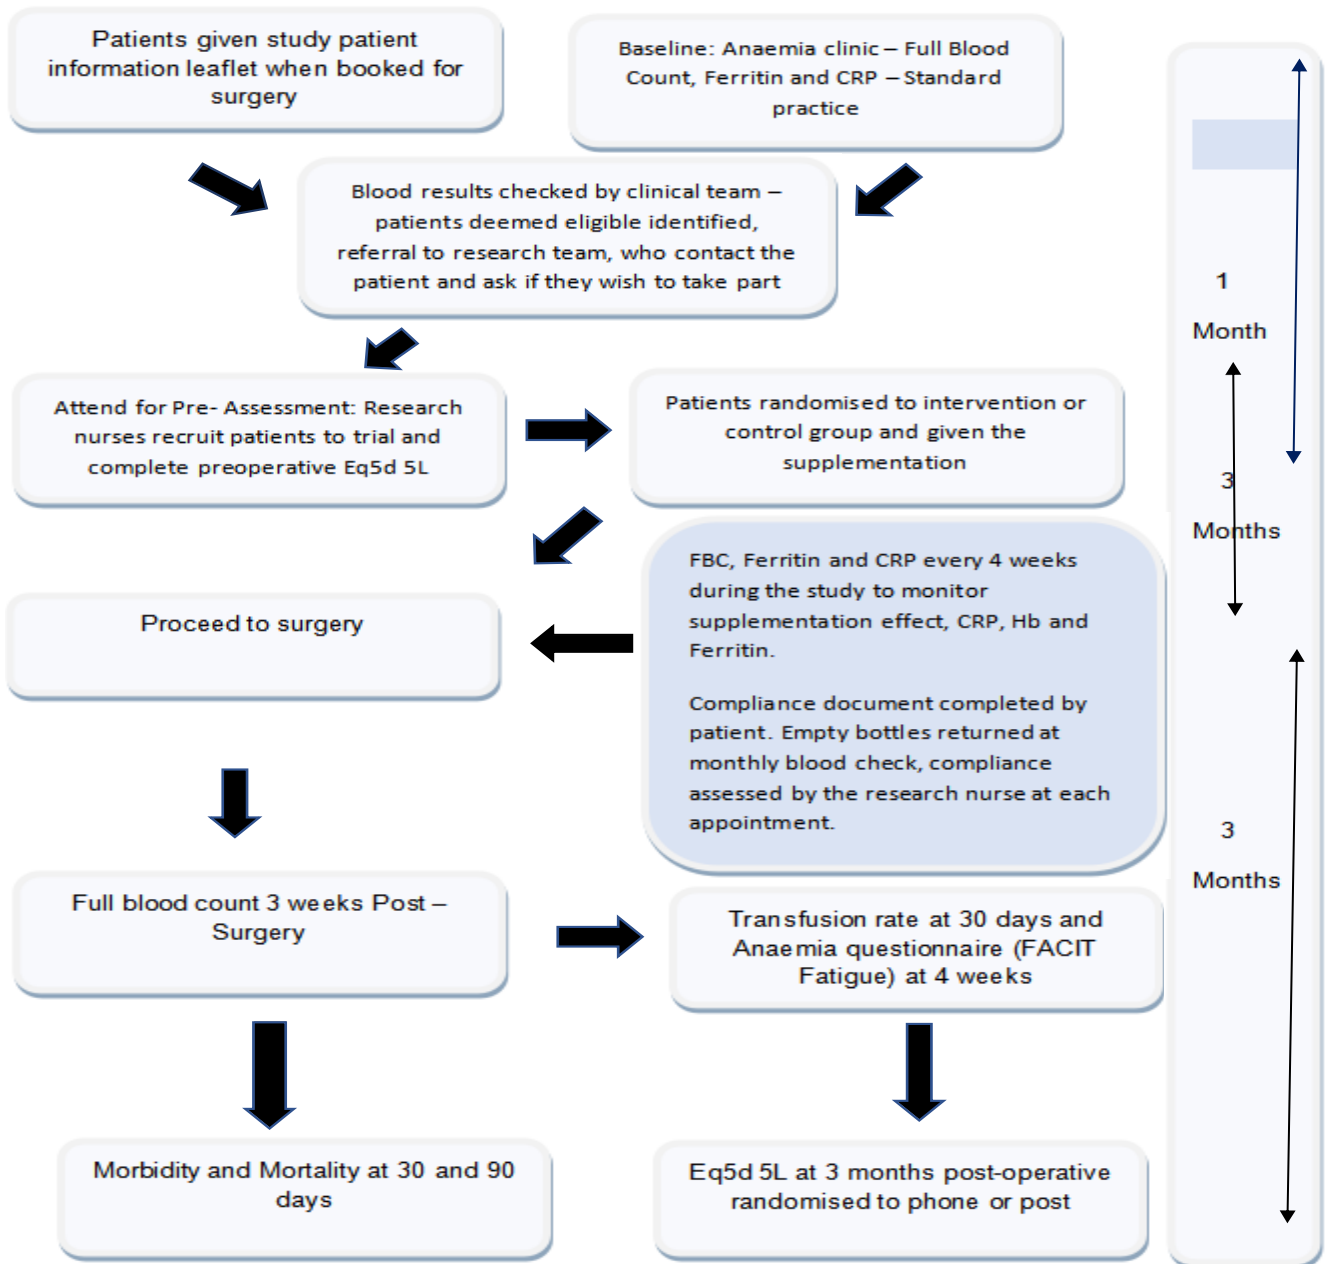 Patients given study patient
information leaflet when booked for
surgery
Baseline: Anaemia clinic – Full Blood
Count, Ferritin and CRP – Standard
practice
Blood results checked by clinical team –
patients deemed eligible identified,
referral to research team, who contact the
patient and ask if they wish to take part
Attend for Pre- Assessment: Research
nurses recruit patients to trial and
complete preoperative Eq5d 5L
Patients randomised to intervention or
control group and given the
supplementation
FBC, Ferritin and CRP every 4 weeks
during the study to monitor
supplementation effect, CRP, Hb and
Ferritin.
Compliance document completed by
patient. Empty bottles returned at
monthly blood check, compliance
assessed by the research nurse at each
appointment.
Proceed to surgery
Full blood count 3 weeks Post –
Surgery
Transfusion rate at 30 days and
Anaemia questionnaire (FACIT
Fatigue) at 4 weeks
Morbidity and Mortality at 30 and 90
days
Eq5d 5L at 3 months post-operative
randomised to phone or post
1
Month
3
Months
3
Months